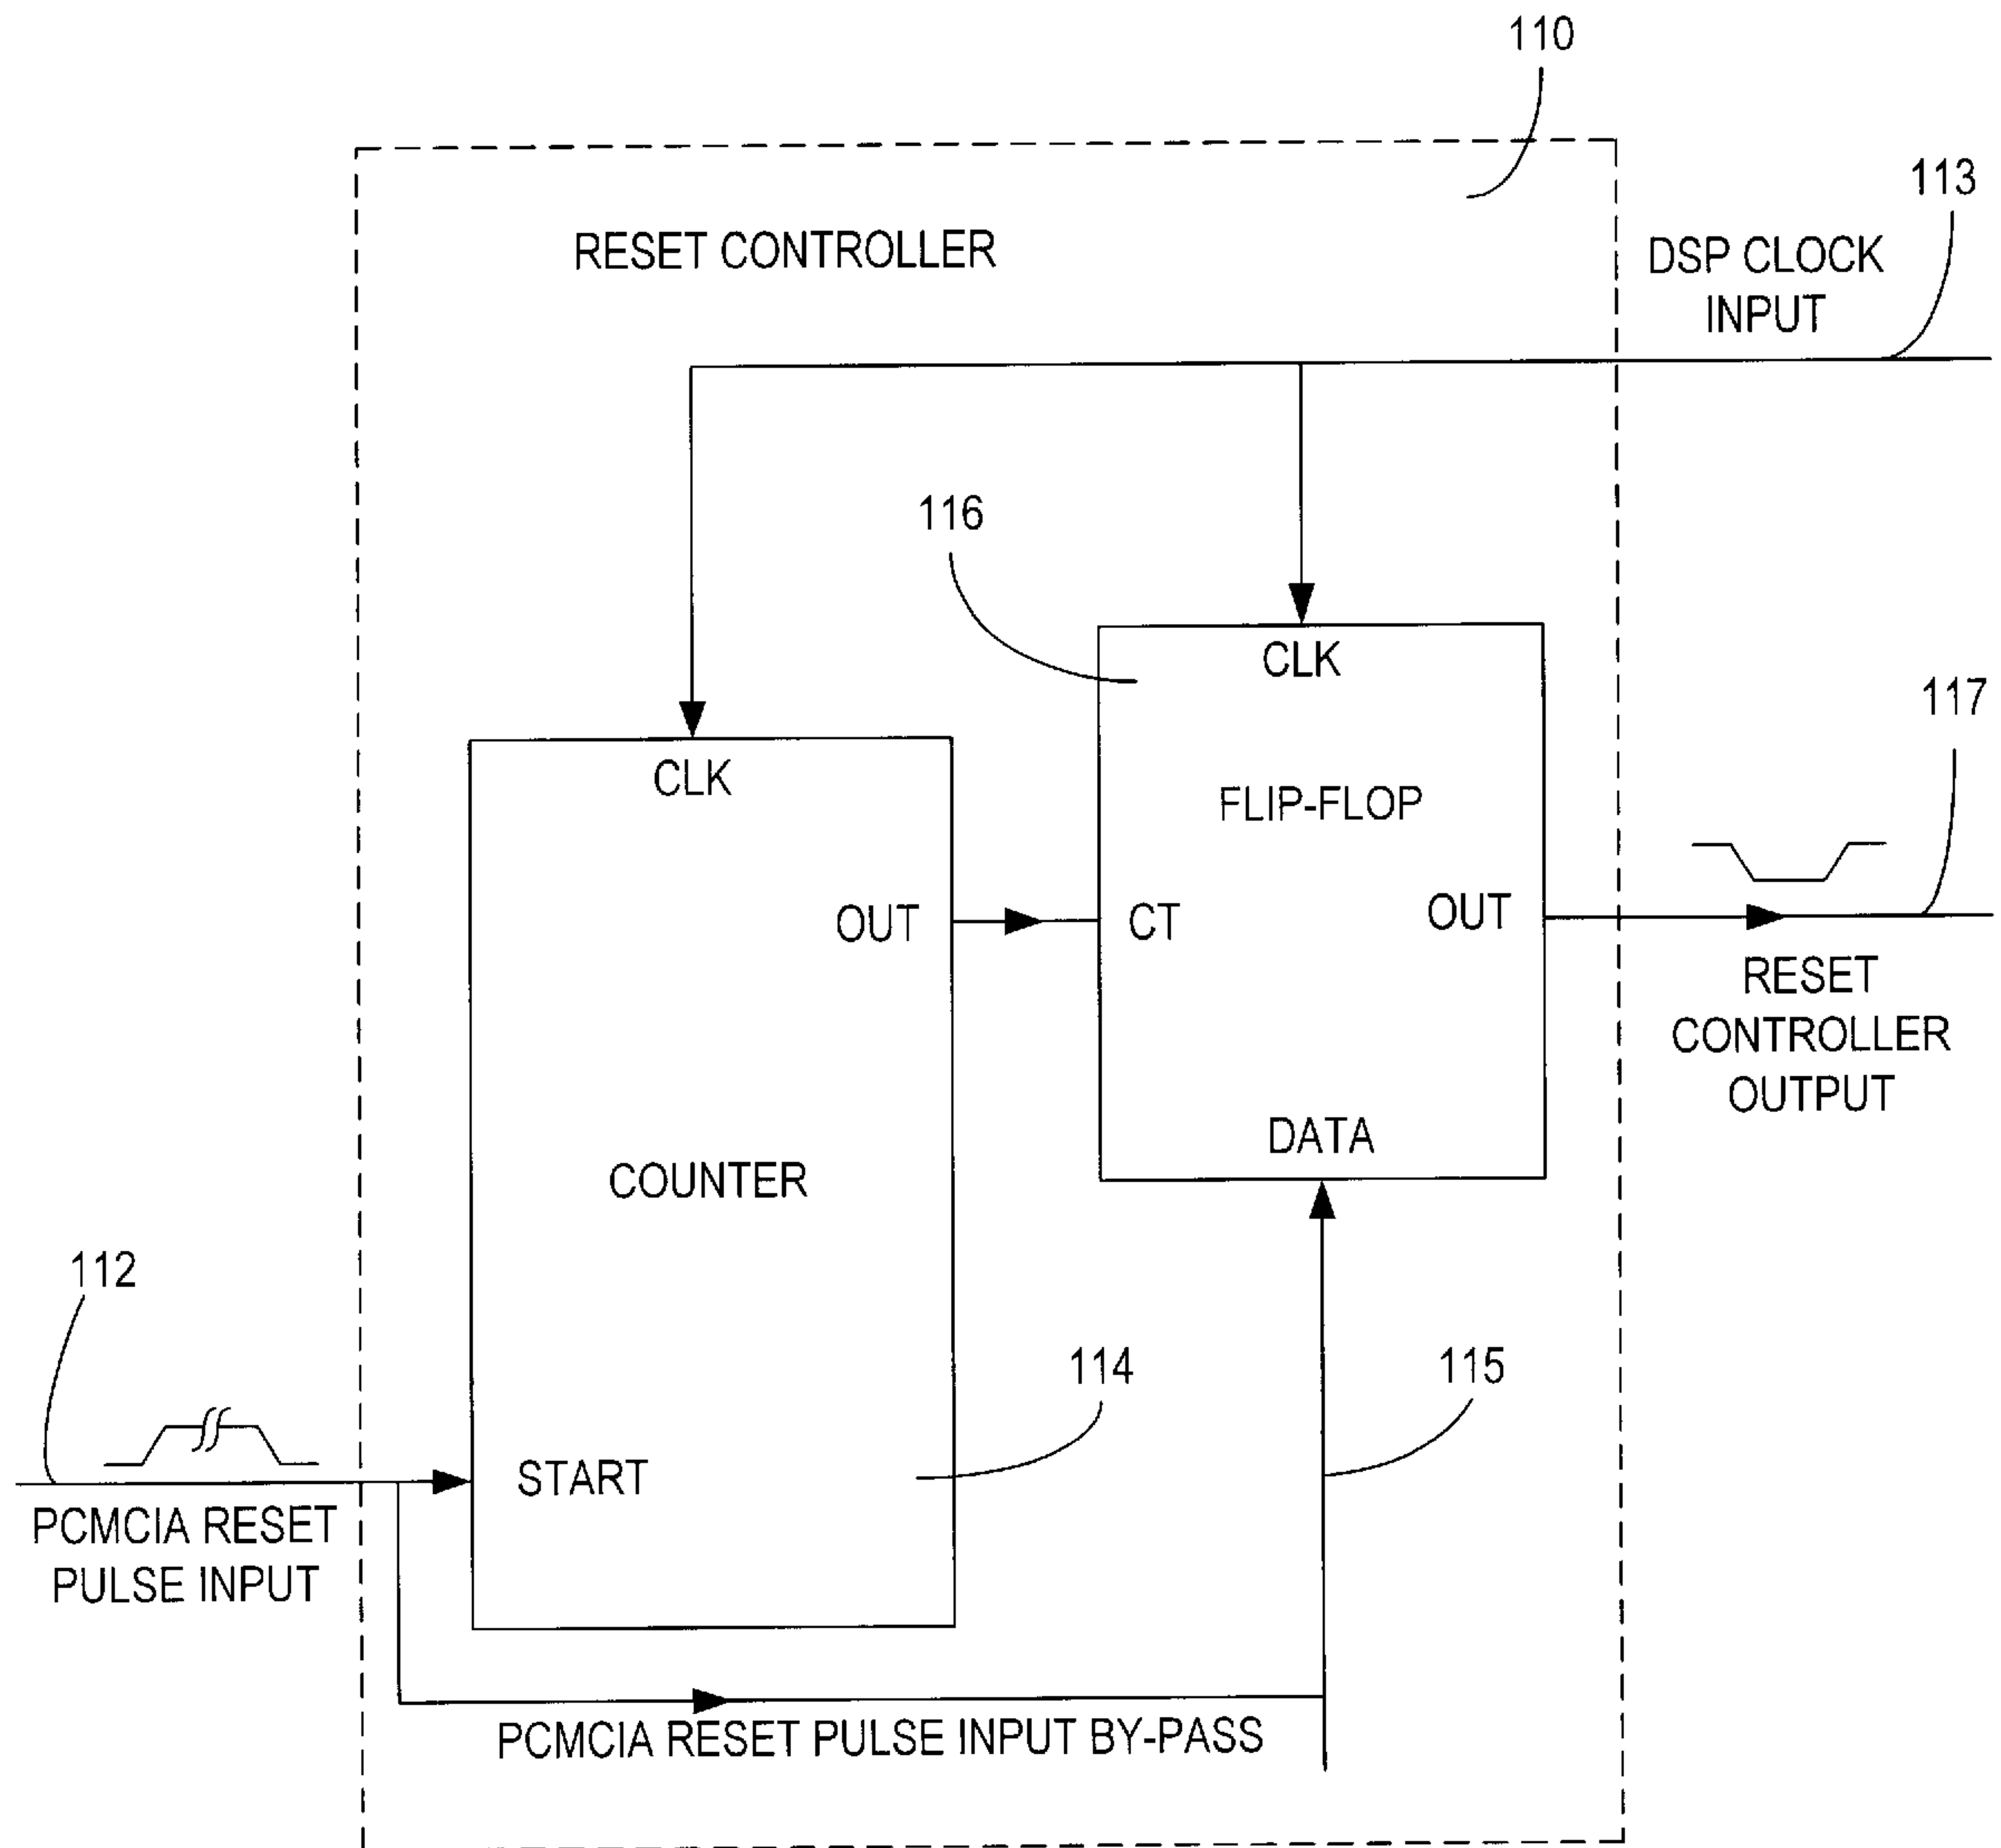 110
113
RESET CONTROLLER
DSP CLOCK
INPUT
116
CLK
117
CLK
FLIP-FLOP
OUT
CT
OUT
RESET
CONTROLLER
OUTPUT
DATA
COUNTER
112
114
115
START
PCMCIA RESET
PULSE INPUT
PCMCIA RESET PULSE INPUT BY-PASS